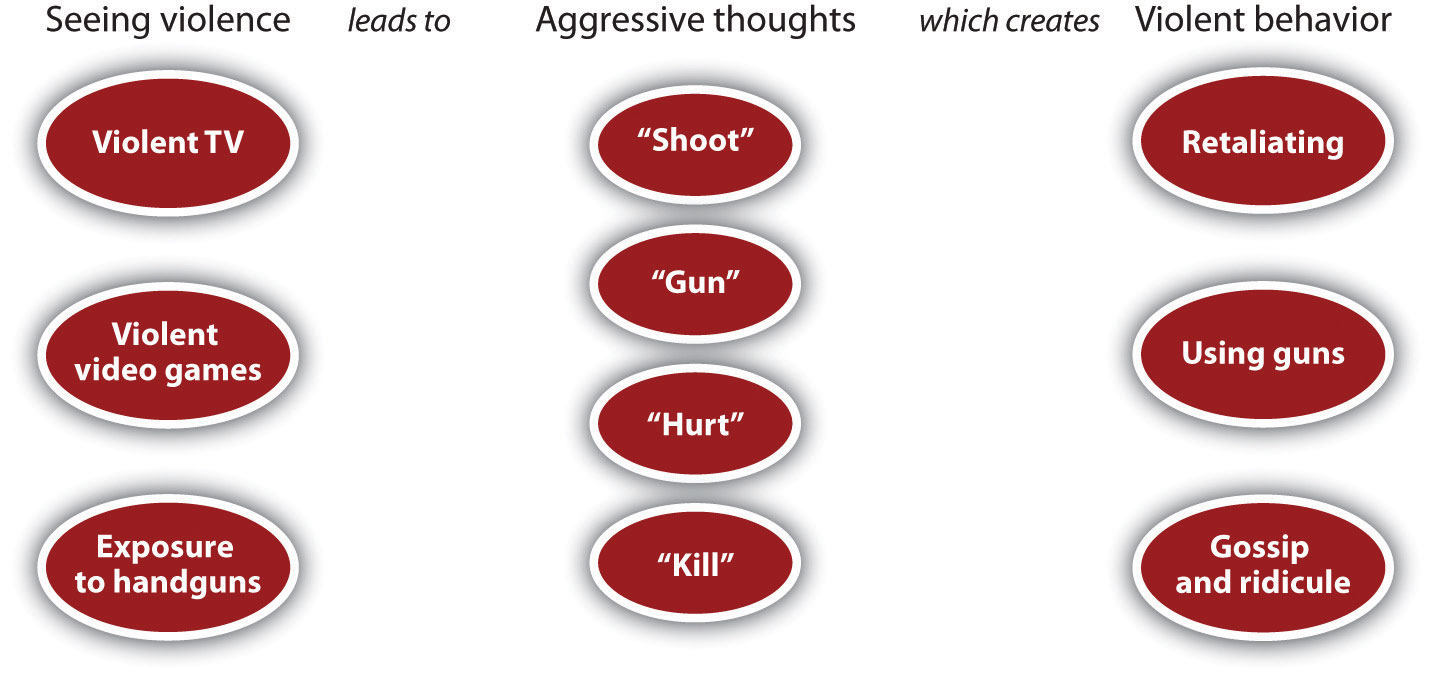 Seeing violence leads to Aggressive thoughts which creates Violent behavior
Violent TV
Violent
video games
Exposure
to handguns
“Shoot”
“Gun”
“Hurt”
“Kill”
Retaliating
Using guns
Gossip
and ridicule